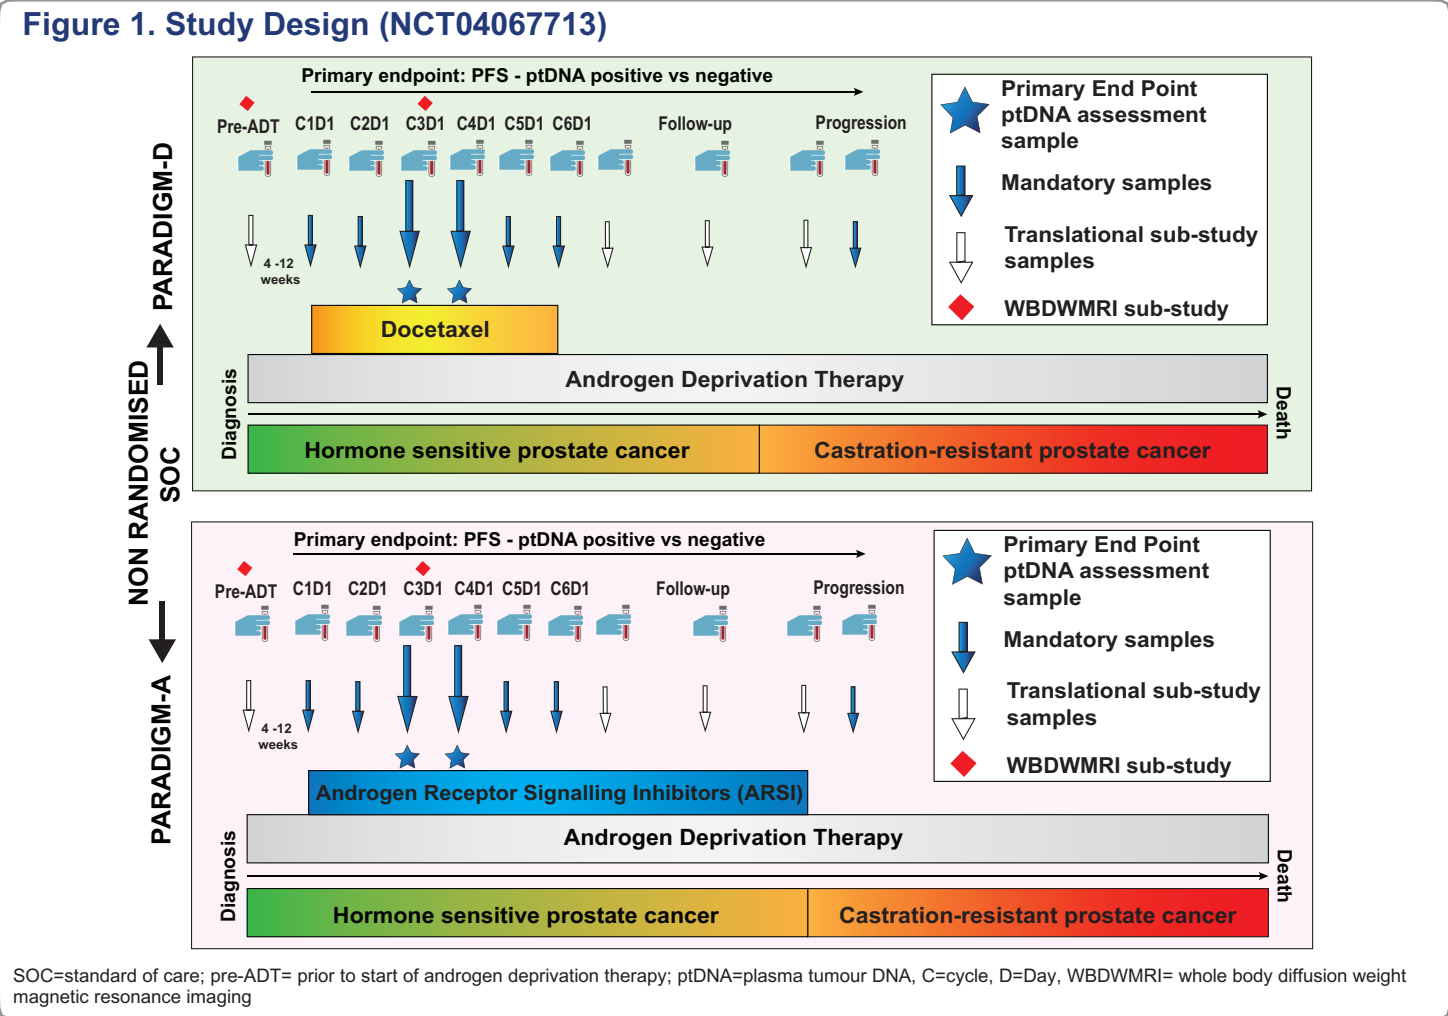 Figure 1. Study Design (NCT04067713)
NON RANDOMISED
SOC
PARADIGM-D
Primary endpoint: PFS - ptDNA positive vs negative
Pre-ADT C1D1 C2D1 C3D1 C4D1 C5D1 C6D1 Follow-up Progression
4 -12
weeks
Docetaxel
Androgen Deprivation Therapy
Diagnosis
Death
Hormone sensitive prostate cancer
Castration-resistant prostate cancer
Primary End Point
ptDNA assessment
sample
Mandatory samples
Translational sub-study
samples
WBDWMRI sub-study
PARADIGM-A
Primary endpoint: PFS - ptDNA positive vs negative
Pre-ADT C1D1 C2D1 C3D1 C4D1 C5D1 C6D1 Follow-up Progression
4 -12
weeks
Androgen Receptor Signalling Inhibitors (ARSI)
Androgen Deprivation Therapy
Diagnosis
Death
Hormone sensitive prostate cancer
Castration-resistant prostate cancer
Primary End Point
ptDNA assessment
sample
Mandatory samples
Translational sub-study
samples
WBDWMRI sub-study
SOC=standard of care; pre-ADT= prior to start of androgen deprivation therapy; ptDNA=plasma tumour DNA, C=cycle, D=Day, WBDWMRI= whole body diffusion weight
magnetic resonance imaging